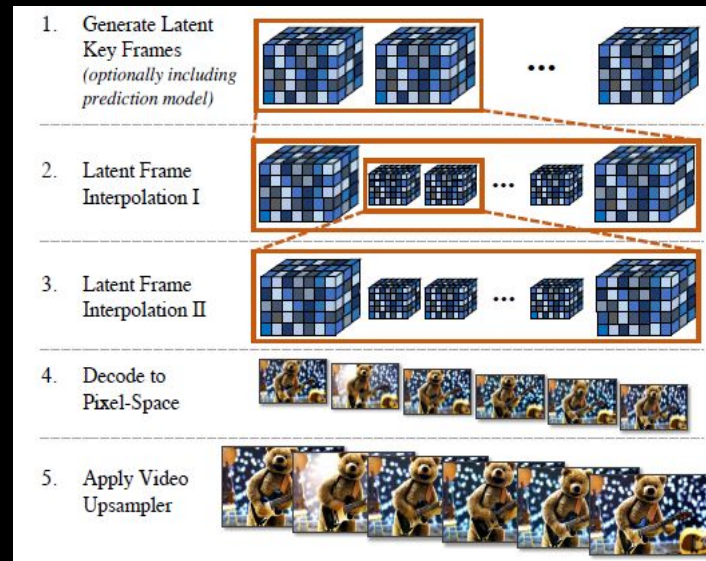 1. Generate Latent
Key Frames
(optionally including
prediction model)
...
2. Latent Frame
Interpolation I
...
3. Latent Frame
Interpolation II
...
4. Decode to
Pixel-Space
5. Apply Video
Upsampler